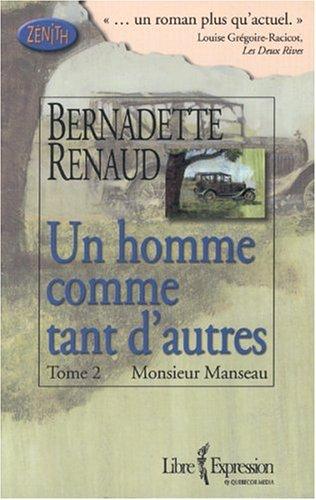 ZENITH
« ... un roman plus qu'actuel. »
Louise Grégoire-Racicot,
Les Deux Rives
BERNADETTE
RENAUD
Un homme
comme
tant d'autres
Tome 2 Monsieur Manseau
Libre Expression
QUEBECOR MEDIA